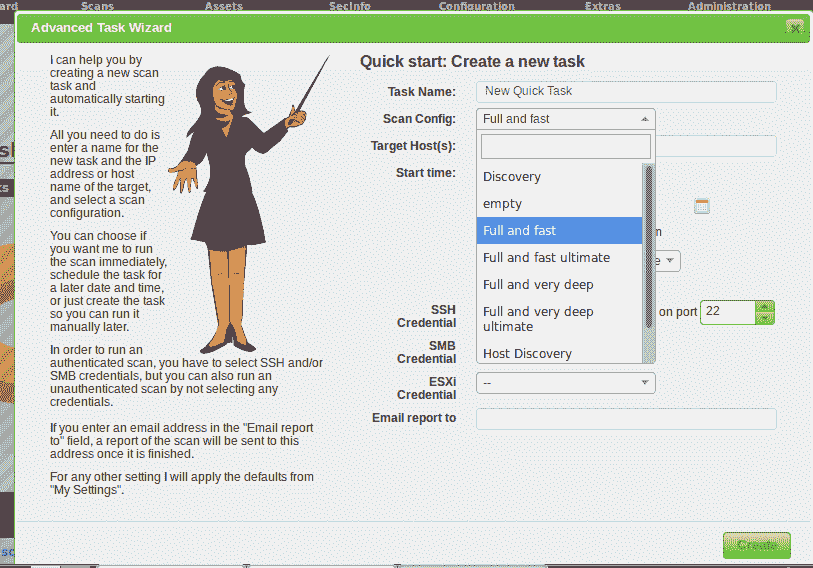 ard Scans Assets SecInfo Configuration Extras Administration
Advanced Task Wizard
I can help you by
creating a new scan
task and
automatically starting
it.
All you need to do is
enter a name for the
new task and the IP
address or host
name of the target,
and select a scan
configuration.
You can choose if
you want me to run
the scan immediately,
schedule the task for
a later date and time,
or just create the task
so you can run it
manually later.
In order to run an
authenticated scan, you have to select SSH and/or
SMB credentials, but you can also run an
unauthenticated scan by not selecting any
credentials.
If you enter an email address in the "Email report
to" field, a report of the scan will be sent to this
address once it is finished.
For any other setting I will apply the defaults from
"My Settings".
Quick start: Create a new task
Task Name: New Quick Task
Scan Config: Full and fast
Target Host(s):
Start time:
Discovery
empty
Full and fast
Full and fast ultimate
Full and very deep
Full and very deep
ultimate
Host Discovery
SSH
Credential
on port 22
SMB
Credential
ESXi
Credential
--
Email report to
Create